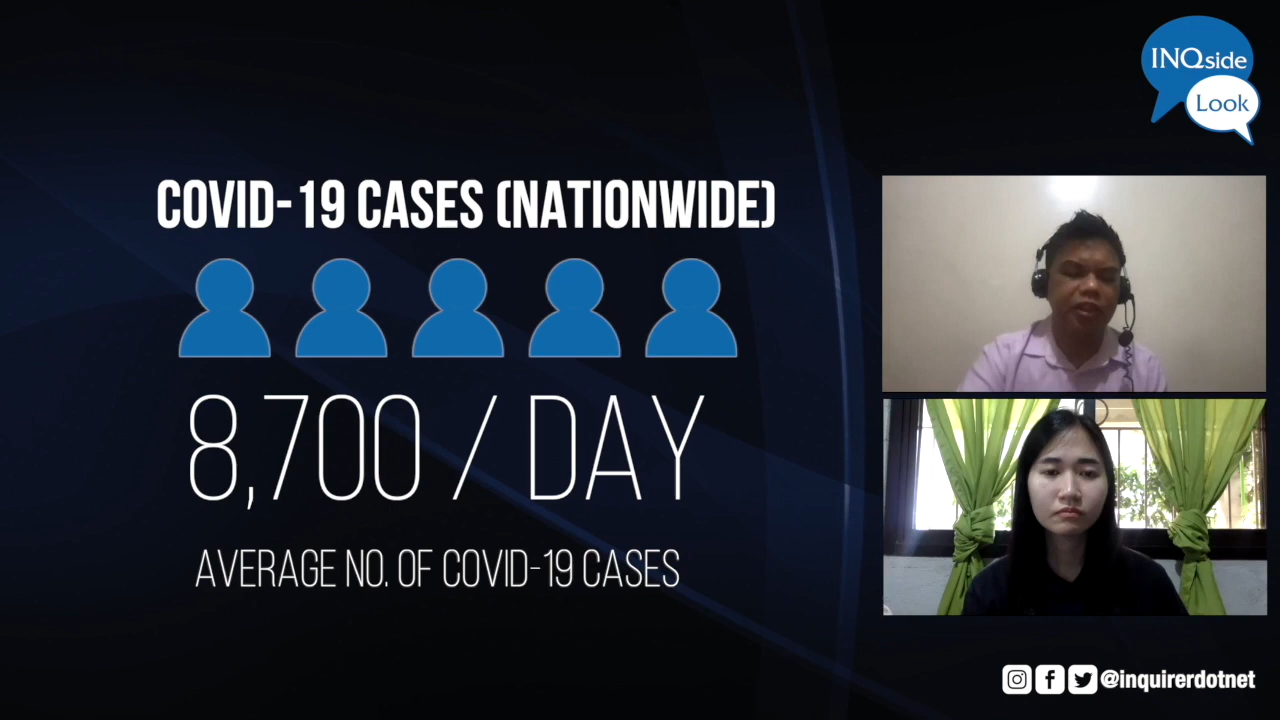 INQside
Look
COVID-19 CASES (NATIONWIDE)
8,700 / DAY
AVERAGE NO. OF COVID-19 CASES
@inquirerdotnet